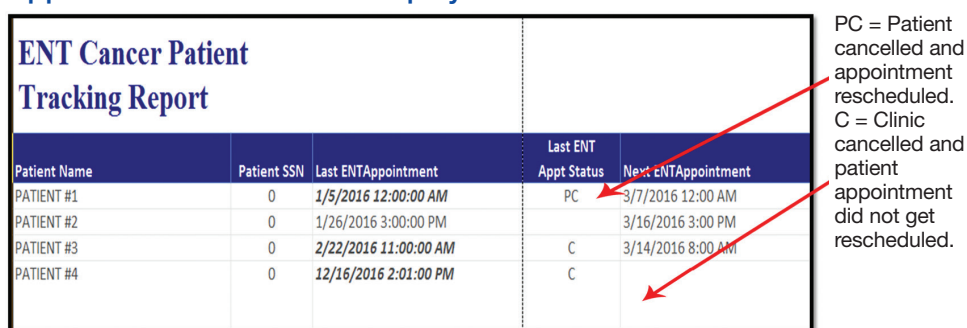 ENT Cancer Patient
Tracking Report
Last ENT
Patient Name Patient SSN Last ENTAppointment Appt Status Next ENTAppointment
PATIENT #1 0 1/5/2016 12:00:00 AM PC 3/7/2016 12:00 AM
PATIENT #2 0 1/26/2016 3:00:00 PM 3/16/2016 3:00 PM
PATIENT #3 0 2/22/2016 11:00:00 AM C 3/14/2016 8:00 AM
PATIENT #4 0 12/16/2016 2:01:00 PM C
PC = Patient
cancelled and
appointment
rescheduled.
C = Clinic
cancelled and
patient
appointment
did not get
rescheduled.